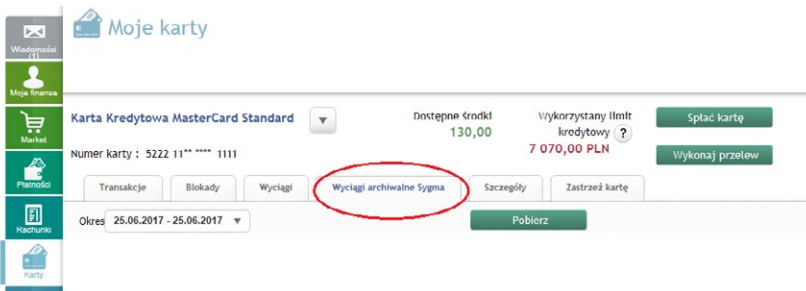 Moje karty
Wiadomości
(1)
Moje finanse
Market
Płatności
Rachunki
Karty
Karta Kredytowa MasterCard Standard
Numer karty : 5222 11** **** 1111
Dostępne środki
130,00
Wykorzystany limit
kredytowy ?
7 070,00 PLN
Spłać kartę
Wykonaj przelew
Transakcje Blokady Wyciągi Wyciągi archiwalne Sygma Szczegóły Zastrzeż kartę
Okres 25.06.2017 - 25.06.2017 Pobierz